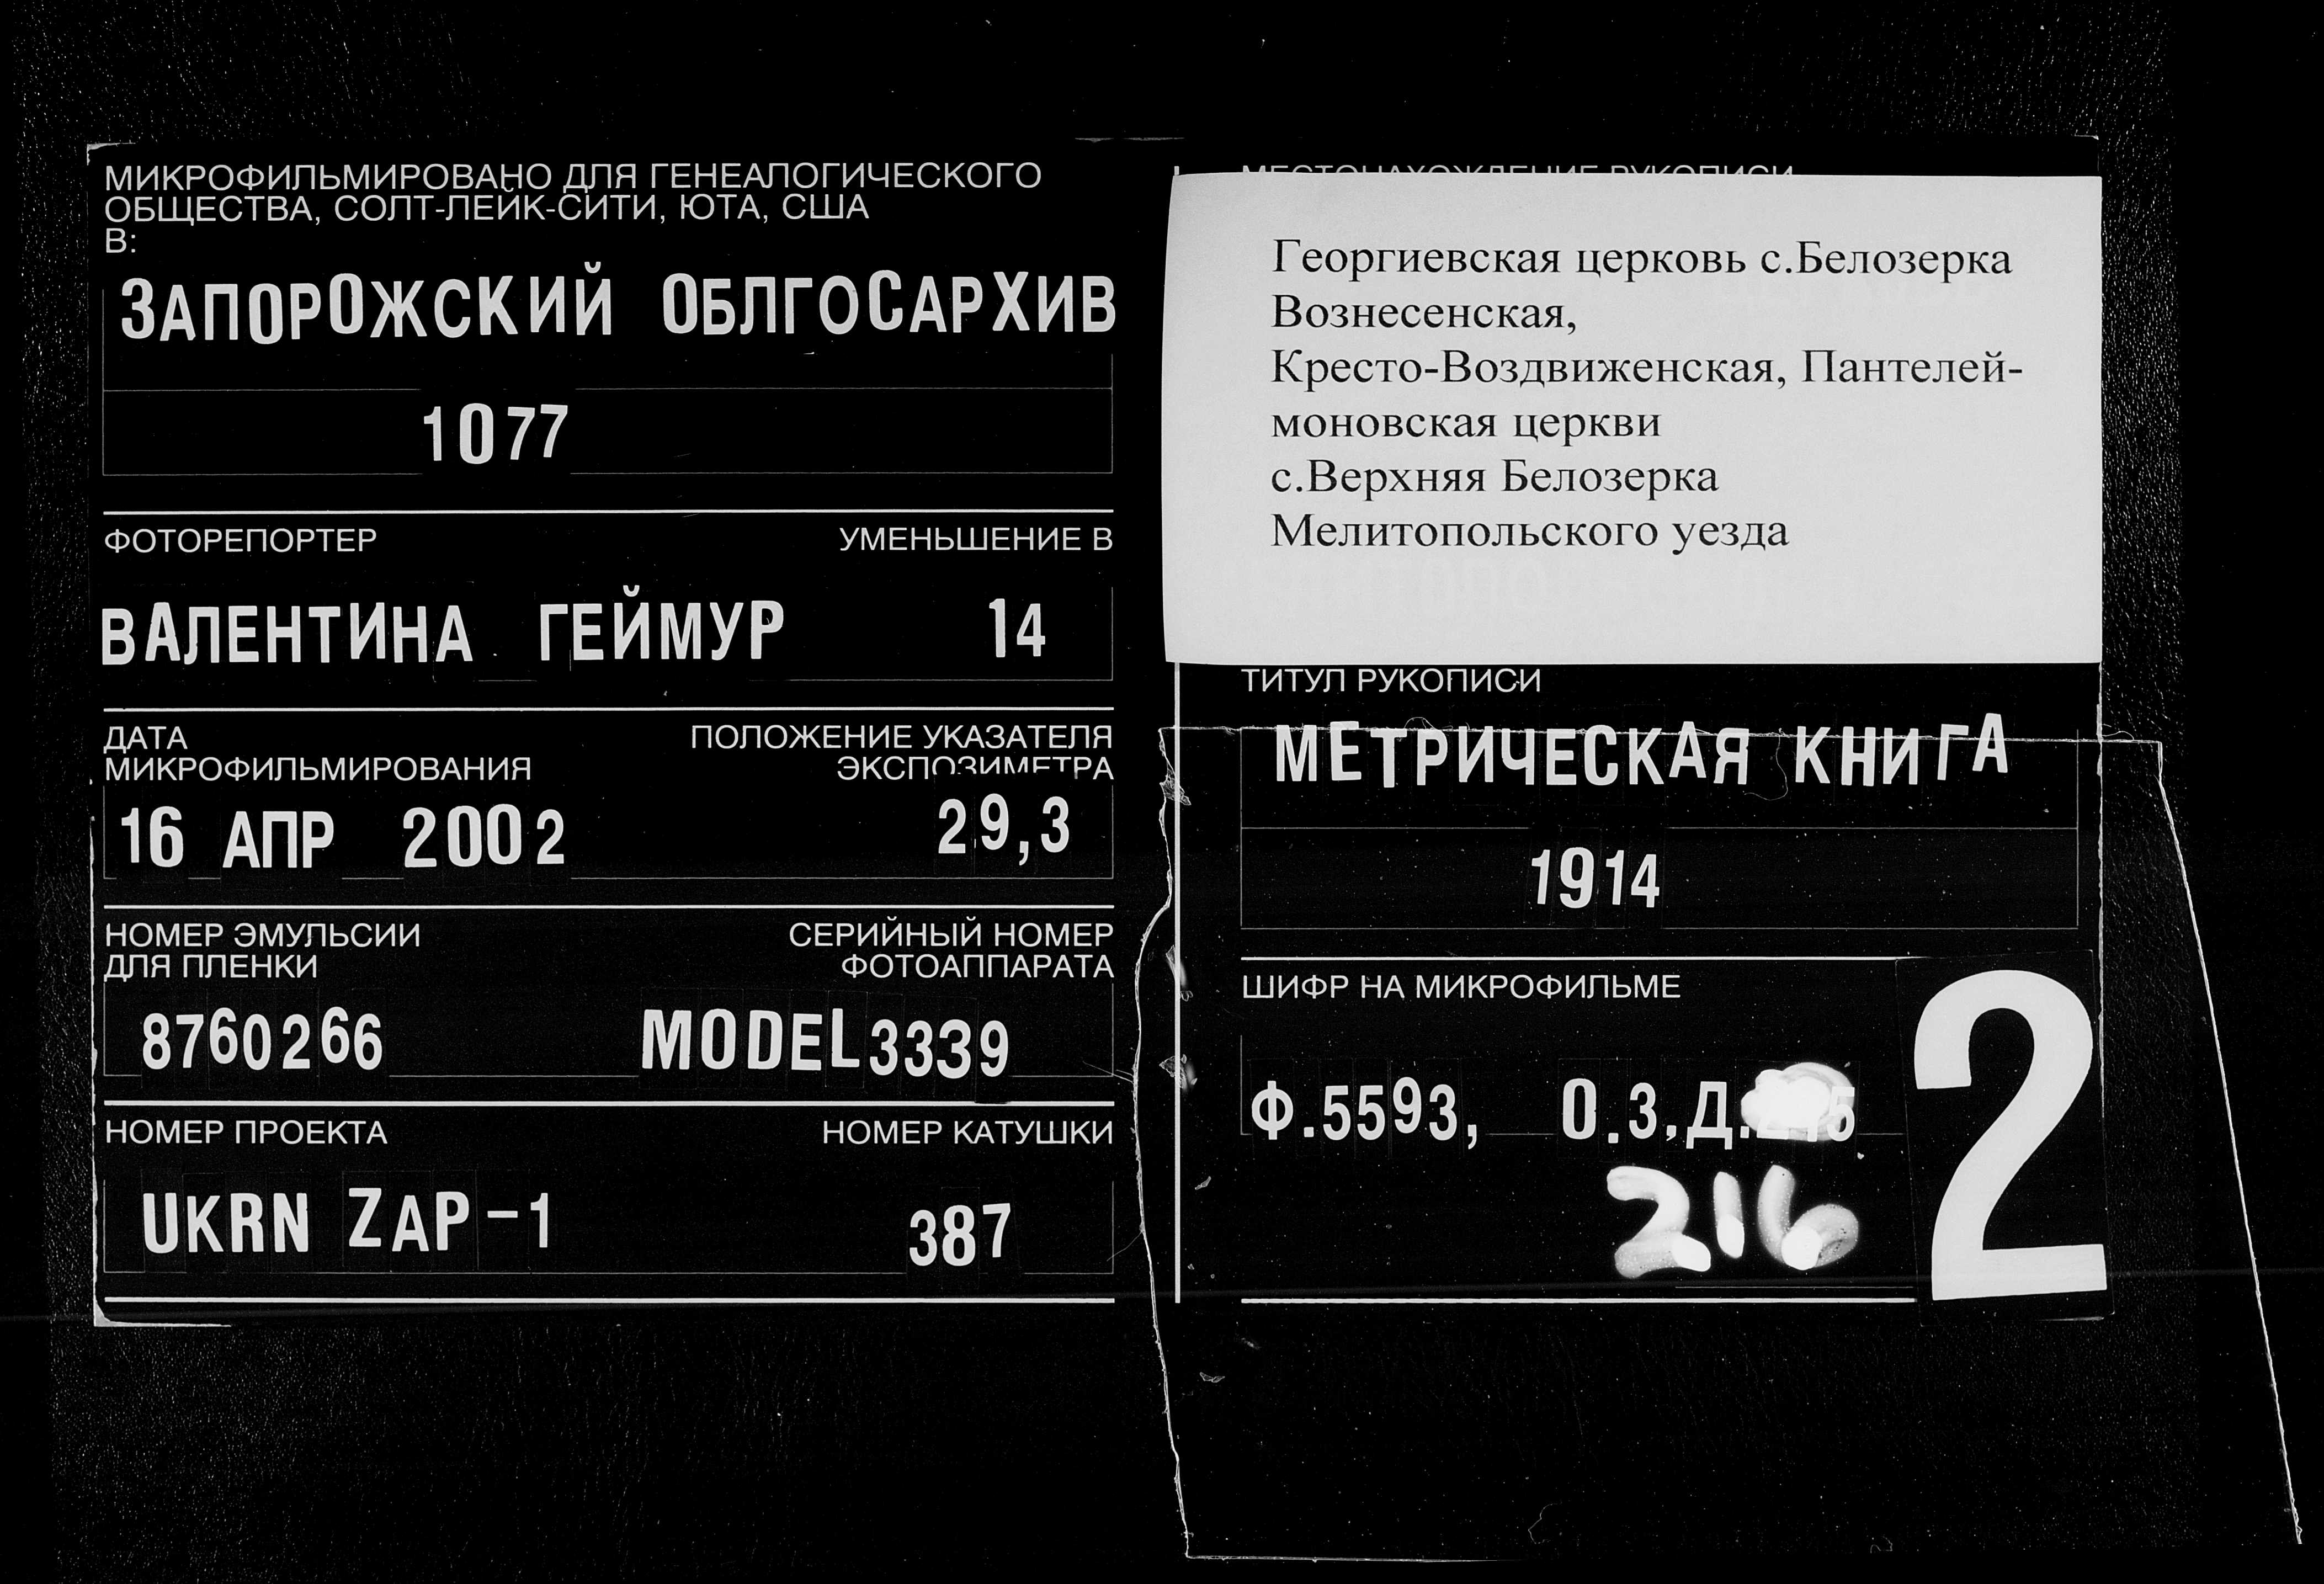 МИКРОФИЛЬМИРОВАНО ДЛЯ ГЕНЕАЛОГИЧЕСКОГО
ОБЩЕСТВА, СОЛТ-ЛЕЙК-СИТИ, ЮТА, США
В:
ЗАПОРОЖСКИЙ ОБЛГОСАРХИВ
1077
ФОТОРЕПОРТЕР УМЕНЬШЕНИЕ В
ВАЛЕНТИНА ГЕЙМУР 14
ДАТА ПОЛОЖЕНИЕ УКАЗАТЕЛЯ
МИКРОФИЛЬМИРОВАНИЯ ЭКСПОЗИМЕТРА
16 АПР 2002 29,3
НОМЕР ЭМУЛЬСИИ СЕРИЙНЫЙ НОМЕР
ДЛЯ ПЛЕНКИ ФОТОАППАРАТА
8760266 MODEL3339
НОМЕР ПРОЕКТА НОМЕР КАТУШКИ
UKRN ZAP-1 387
МЕСТОНАХОЖДЕНИЕ РУКОПИСИ
Георгиевская церковь с.Белозерка
Вознесенская,
Кресто-Воздвиженская, Пантелей-
моновская церкви
с.Верхняя Белозерка
Мелитопольского уезда
ТИТУЛ РУКОПИСИ
МЕТРИЧЕСКАЯ КНИГА
1914
ШИФР НА МИКРОФИЛЬМЕ
Ф.5593, О.3,Д.
216
2